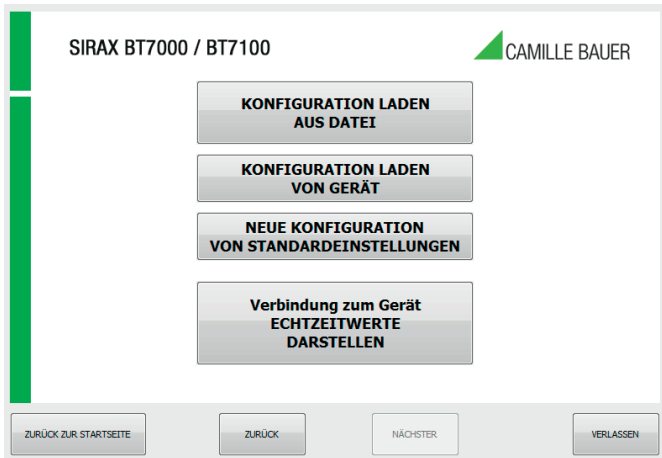 SIRAX BT7000 / BT7100
CAMILLE BAUER
KONFIGURATION LADEN
AUS DATEI
KONFIGURATION LADEN
VON GERÄT
NEUE KONFIGURATION
VON STANDARDEINSTELLUNGEN
Verbindung zum Gerät
ECHTZEITWERTE
DARSTELLEN
ZURÜCK ZUR STARTSEITE
ZURÜCK
NÄCHSTER
VERLASSEN